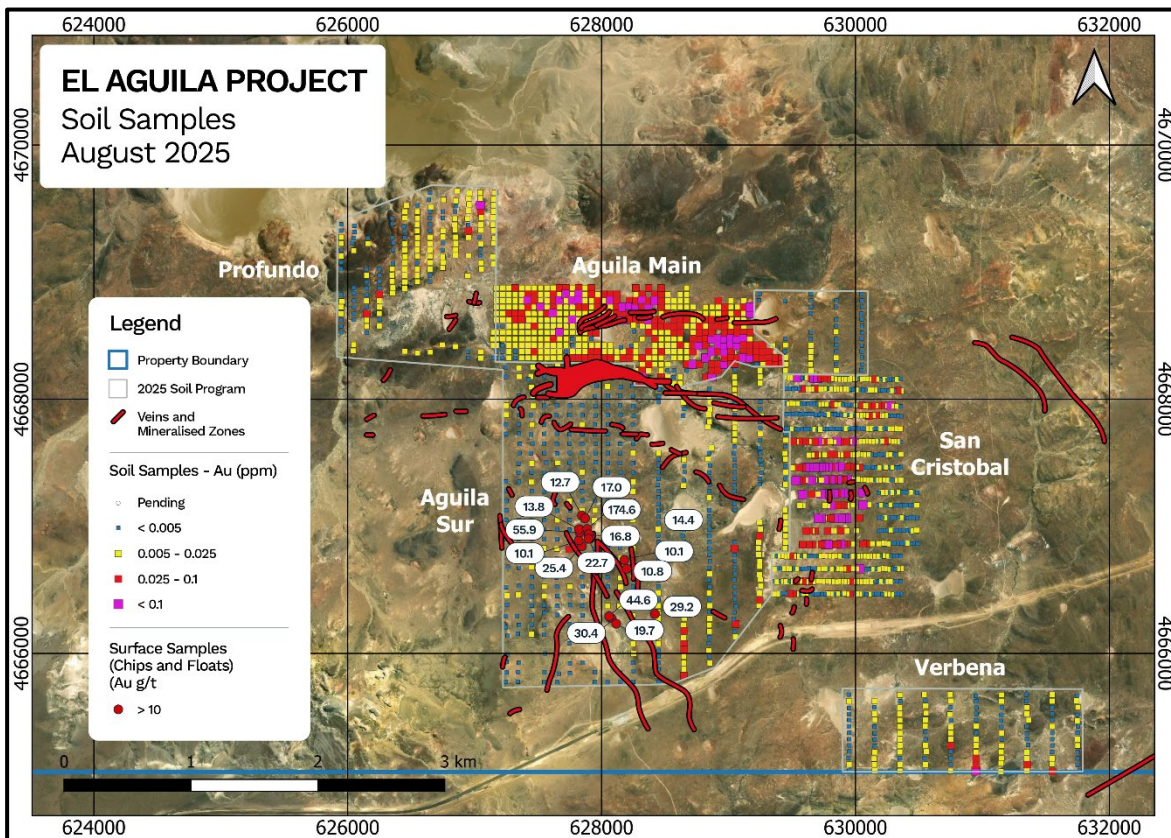 624000 626000 628000 630000 632000
EL AGUILA PROJECT
Soil Samples
August 2025
4670000
4670000
Profundo
Aguila Main
Legend
Property Boundary
2025 Soil Program
Veins and
Mineralised Zones
Soil Samples - Au (ppm)
Pending
< 0.005
0.005 - 0.025
0.025 - 0.1
< 0.1
Surface Samples
(Chips and Floats)
(Au g/t
> 10
4668000
4668000
San
Cristobal
Aguila
Sur
12.7
17.0
13.8
174.6
14.4
55.9
16.8
10.1
10.1
25.4
22.7
10.8
44.6
29.2
30.4
19.7
4666000
4666000
Verbena
0 1 2 3 km
624000 626000 628000 630000 632000